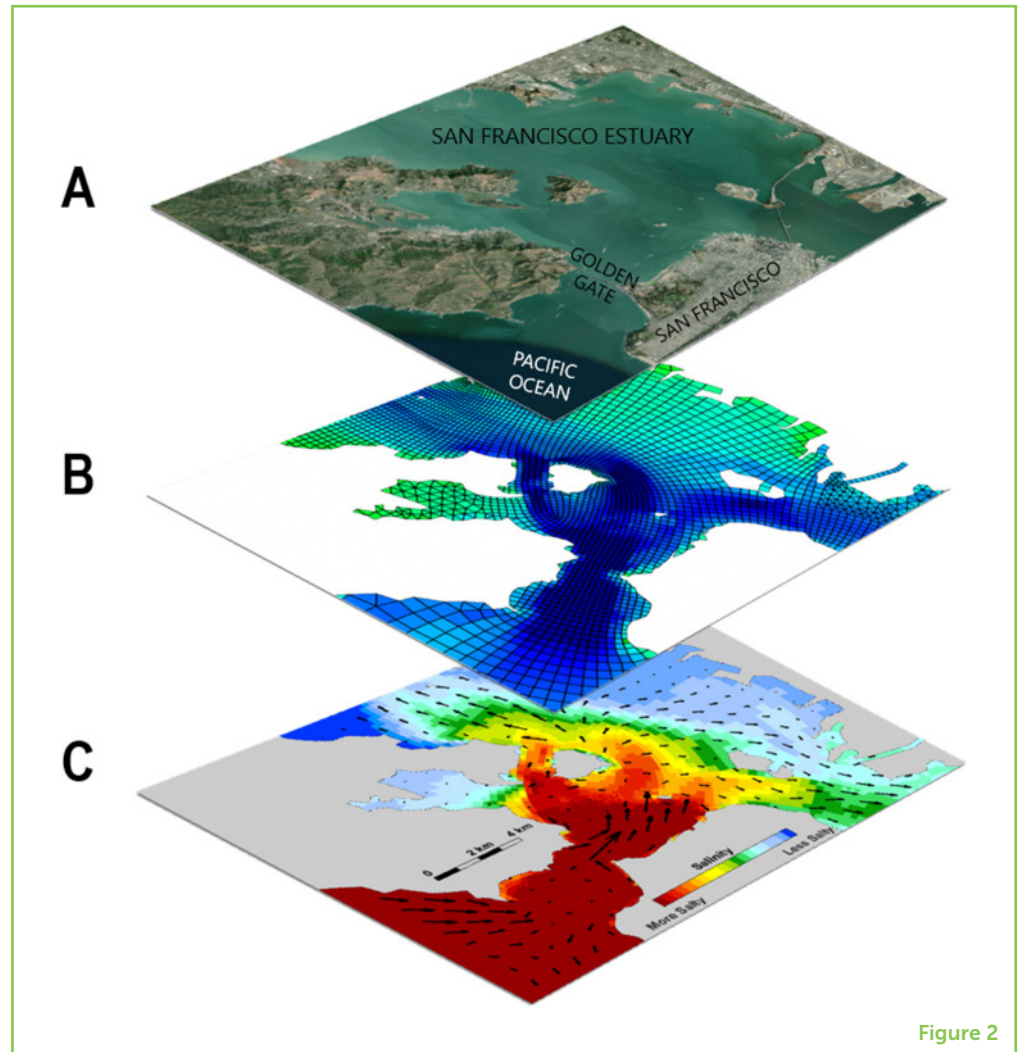 A
SAN FRANCISCO ESTUARY
GOLDEN
GATE
SAN FRANCISCO
PACIFIC
OCEAN
B
C
0
2 km
4 km
Salinity
More Salty
Less Salty
Figure 2